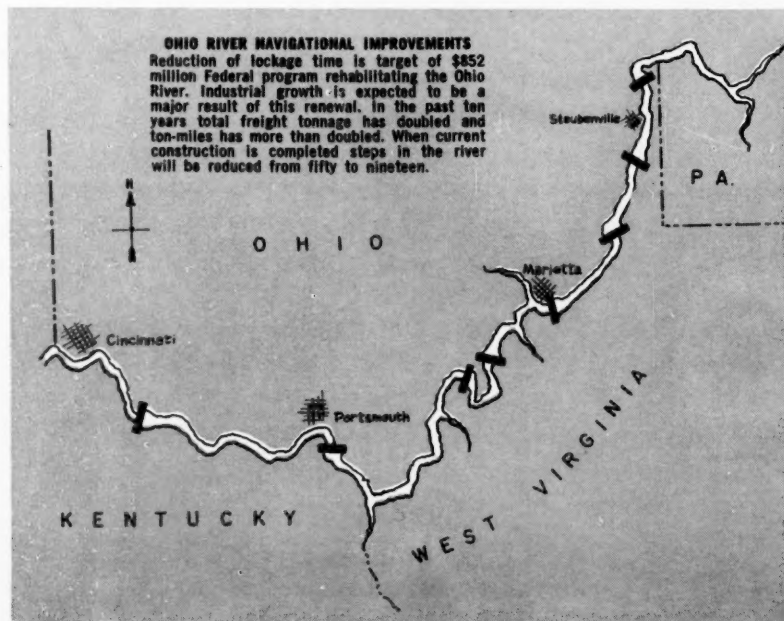 OHIO RIVER NAVIGATIONAL IMPROVEMENTS
Reduction of lockage time is target of $852
million Federal program rehabilitating the Ohio
River. Industrial growth is expected to be a
major result of this renewal. In the past ten
years total freight tonnage has doubled and
ton-miles has more than doubled. When current
construction is completed steps in the river
will be reduced from fifty to nineteen.
Steubenville
PA.
N
OHIO
Marietta
Cincinnati
Portsmouth
WEST VIRGINIA
KENTUCKY